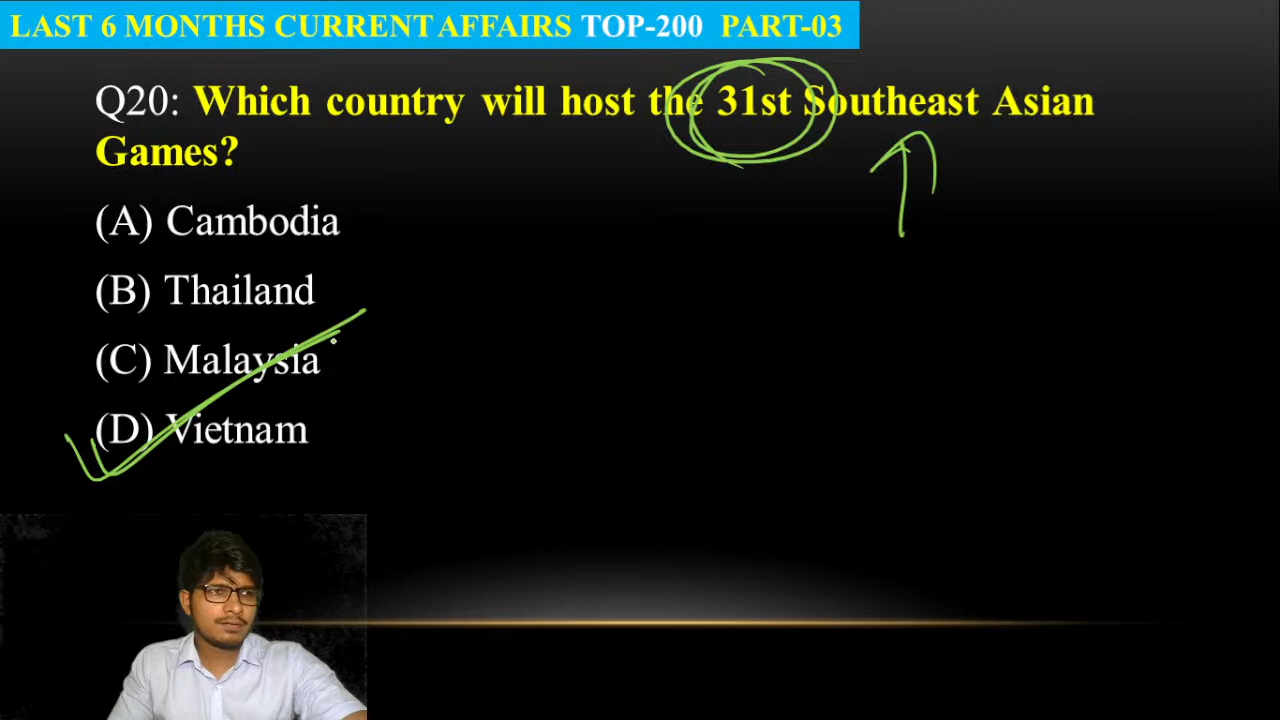 LAST 6 MONTHS CURRENT AFFAIRS TOP-200 PART-03
Q20: Which country will host the 31st Southeast Asian
Games?
(A) Cambodia
(B) Thailand
(C) Malaysia
(D) Vietnam